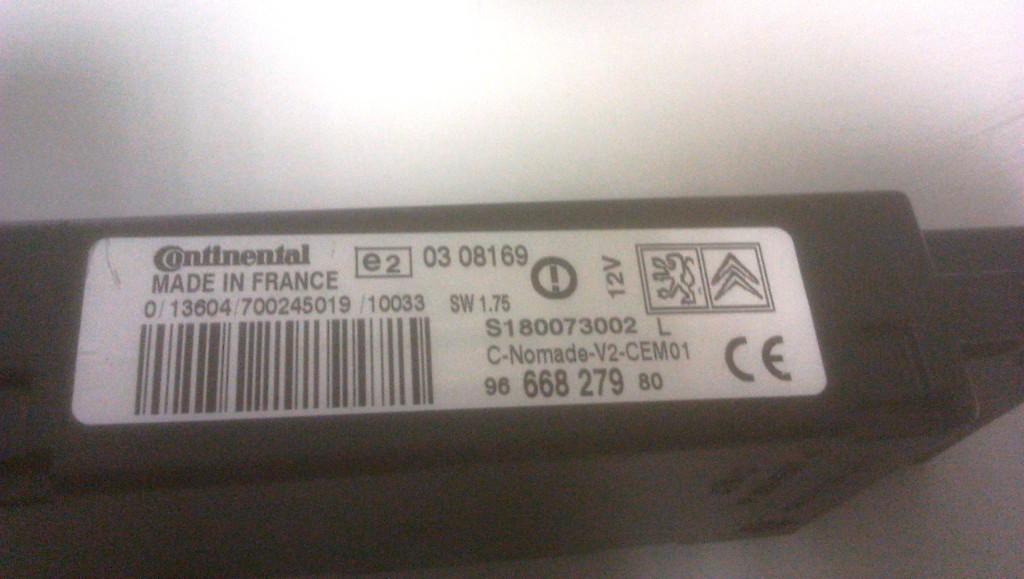 Continental
MADE IN FRANCE
e2 03 08169
0/13604/700245019/10033 SW 1.75
12V
S180073002 L
C-Nomade-V2-CEM01
96 668 279 80
CE